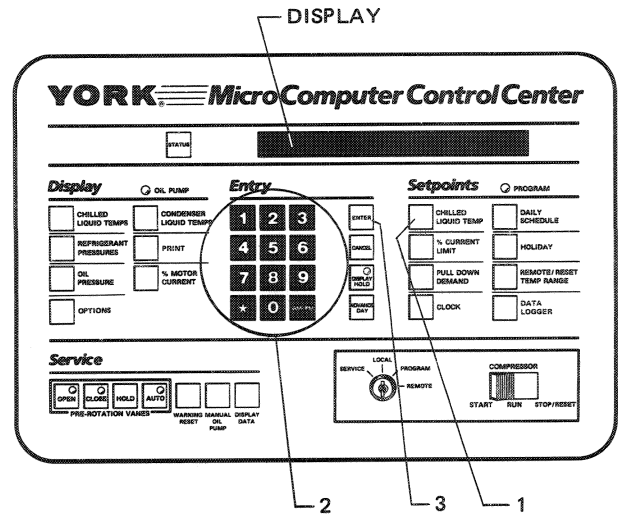 DISPLAY
YORK® MicroComputer Control Center
STATUS
Display
OIL PUMP
CHILLED LIQUID TEMPS
CONDENSER LIQUID TEMPS
REFRIGERANT PRESSURES
PRINT
OIL PRESSURE
% MOTOR CURRENT
OPTIONS
Entry
1 2 3
4 5 6
7 8 9
* 0
ENTER
CANCEL
DISPLAY HOLD
ADVANCE DAY
Setpoints
PROGRAM
CHILLED LIQUID TEMP
DAILY SCHEDULE
% CURRENT LIMIT
HOLIDAY
PULL DOWN DEMAND
REMOTE/RESET TEMP RANGE
CLOCK
DATA LOGGER
Service
OPEN CLOSE HOLD AUTO
PRE-ROTATION VANES
WARNING RESET
MANUAL OIL PUMP
DISPLAY DATA
SERVICE LOCAL PROGRAM REMOTE
COMPRESSOR
START RUN STOP/RESET
2 3 1